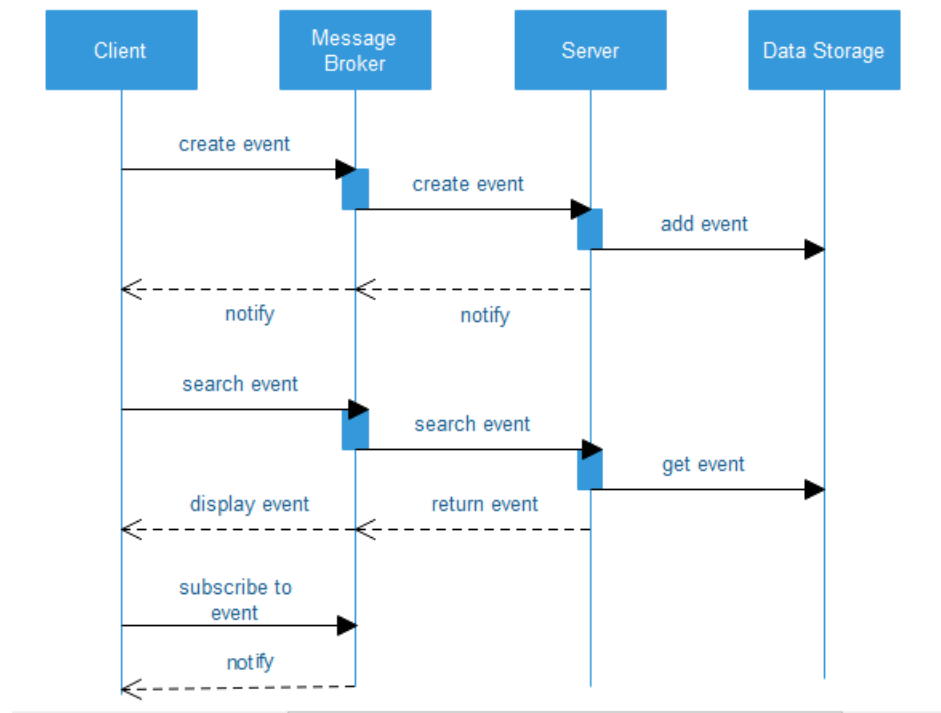 Client
Message
Broker
Server
Data Storage
create event
create event
add event
notify
notify
search event
search event
get event
display event
return event
subscribe to
event
notify